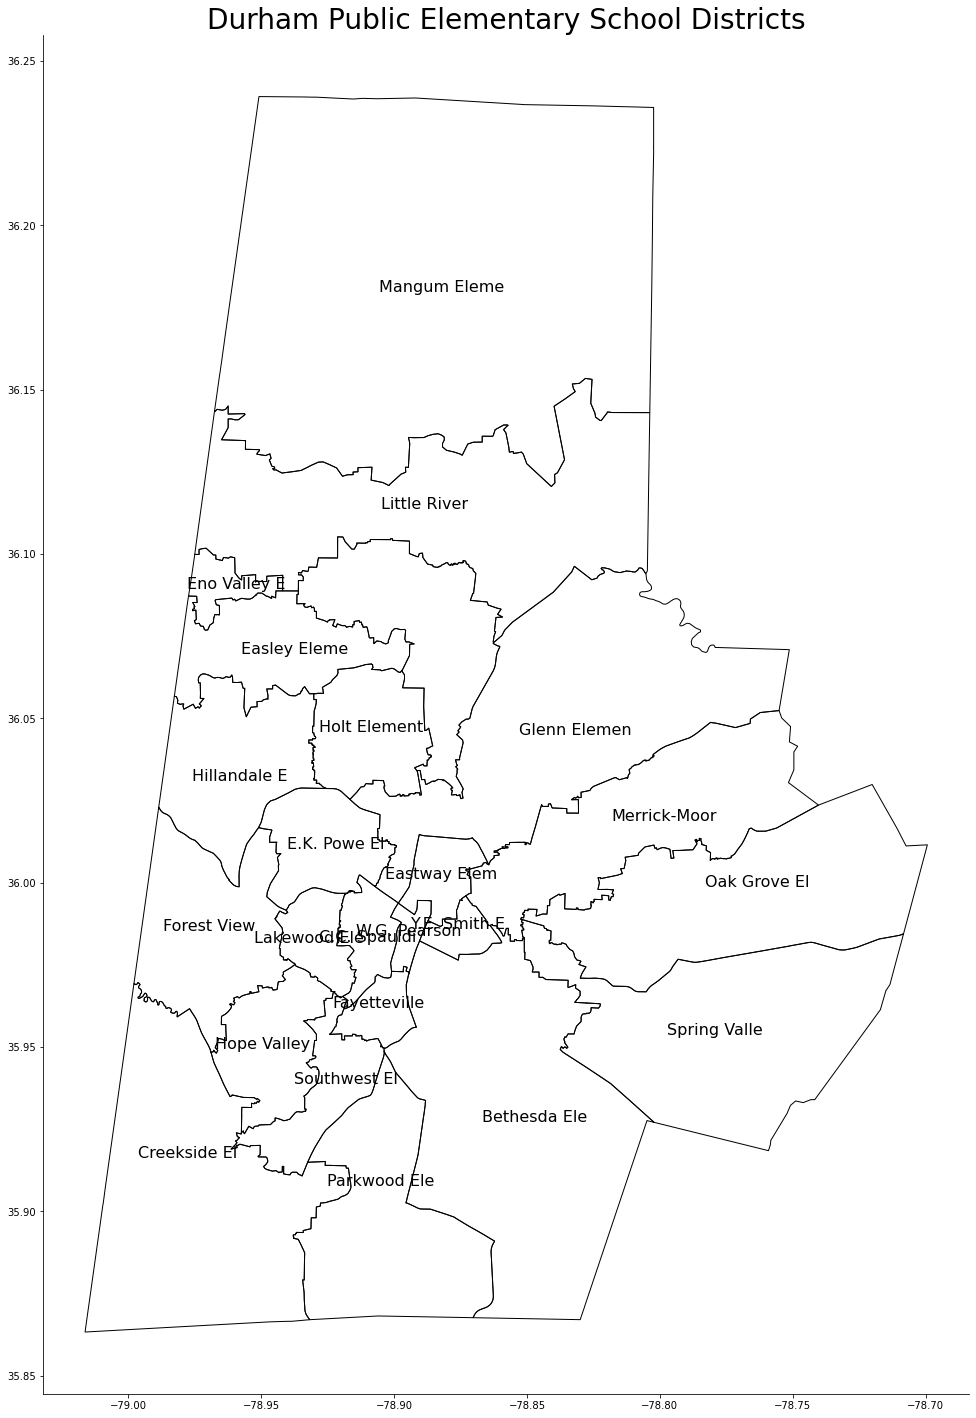 Durham Public Elementary School Districts
36.25
36.20
Mangum Eleme
36.15
Little River
36.10
Eno Valley E
Easley Eleme
36.05
Holt Element
Glenn Elemen
Hillandale E
Merrick-Moor
E.K. Powe El
Eastway Elem
36.00
Oak Grove El
Forest View
Y.E. Smith E
W.G. Pearson
Lakewood Ele
C.C. Spauldi
Fayetteville
Spring Valle
35.95
Hope Valley
Southwest El
Bethesda Ele
Creekside El
Parkwood Ele
35.90
35.85
−79.00
−78.95
−78.90
−78.85
−78.80
−78.75
−78.70